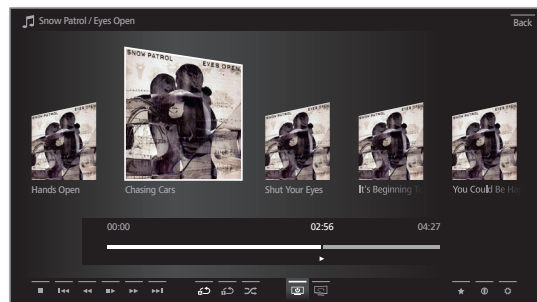 Snow Patrol / Eyes Open
Back
SNOW PATROL EYES OPEN
Hands Open
Chasing Cars
Shut Your Eyes
It's Beginning To
You Could Be Ha
00:00 02:56 04:27